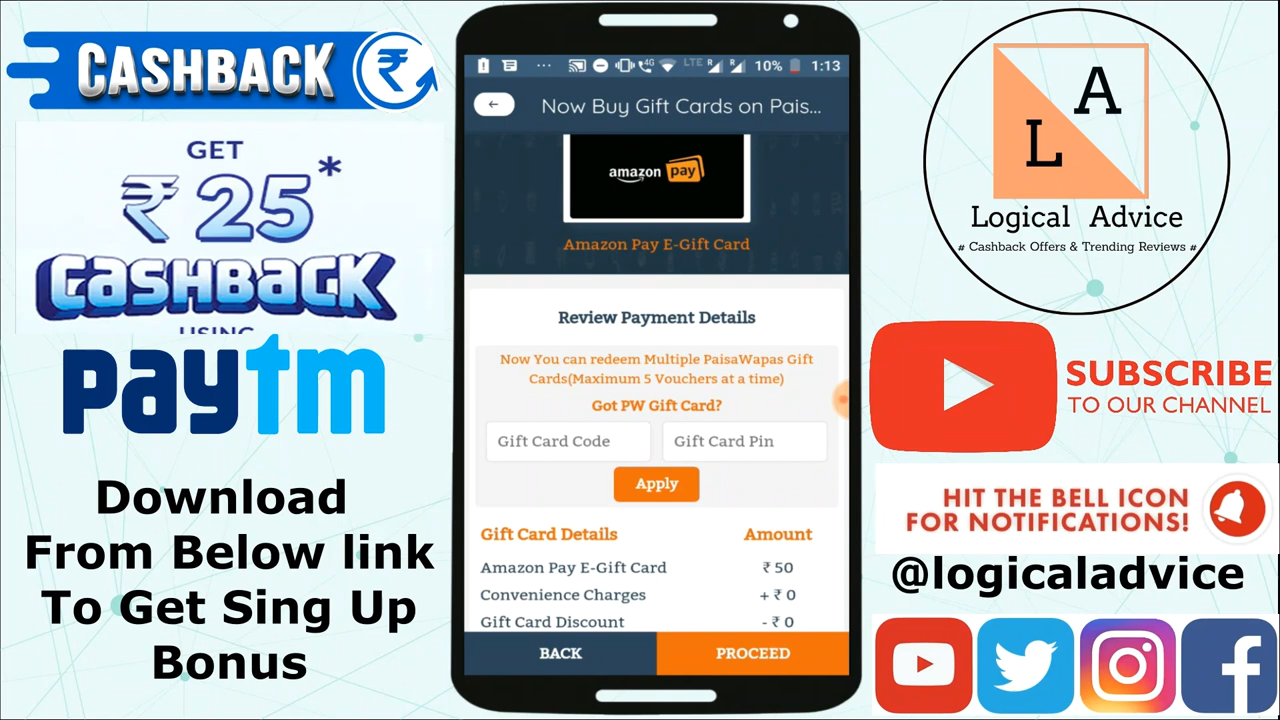 CASHBACK ₹
GET
₹ 25*
CASHBACK
USING
paytm
Download
From Below link
To Get Sing Up
Bonus
LTE 10% 1:13
Now Buy Gift Cards on Pais...
amazon pay
Amazon Pay E-Gift Card
Review Payment Details
Now You can redeem Multiple PaisaWapas Gift
Cards(Maximum 5 Vouchers at a time)
Got PW Gift Card?
Gift Card Code Gift Card Pin
Apply
Gift Card Details Amount
Amazon Pay E-Gift Card ₹ 50
Convenience Charges + ₹ 0
Gift Card Discount - ₹ 0
BACK PROCEED
L A
Logical Advice
# Cashback Offers & Trending Reviews #
SUBSCRIBE
TO OUR CHANNEL
HIT THE BELL ICON
FOR NOTIFICATIONS!
@logicaladvice